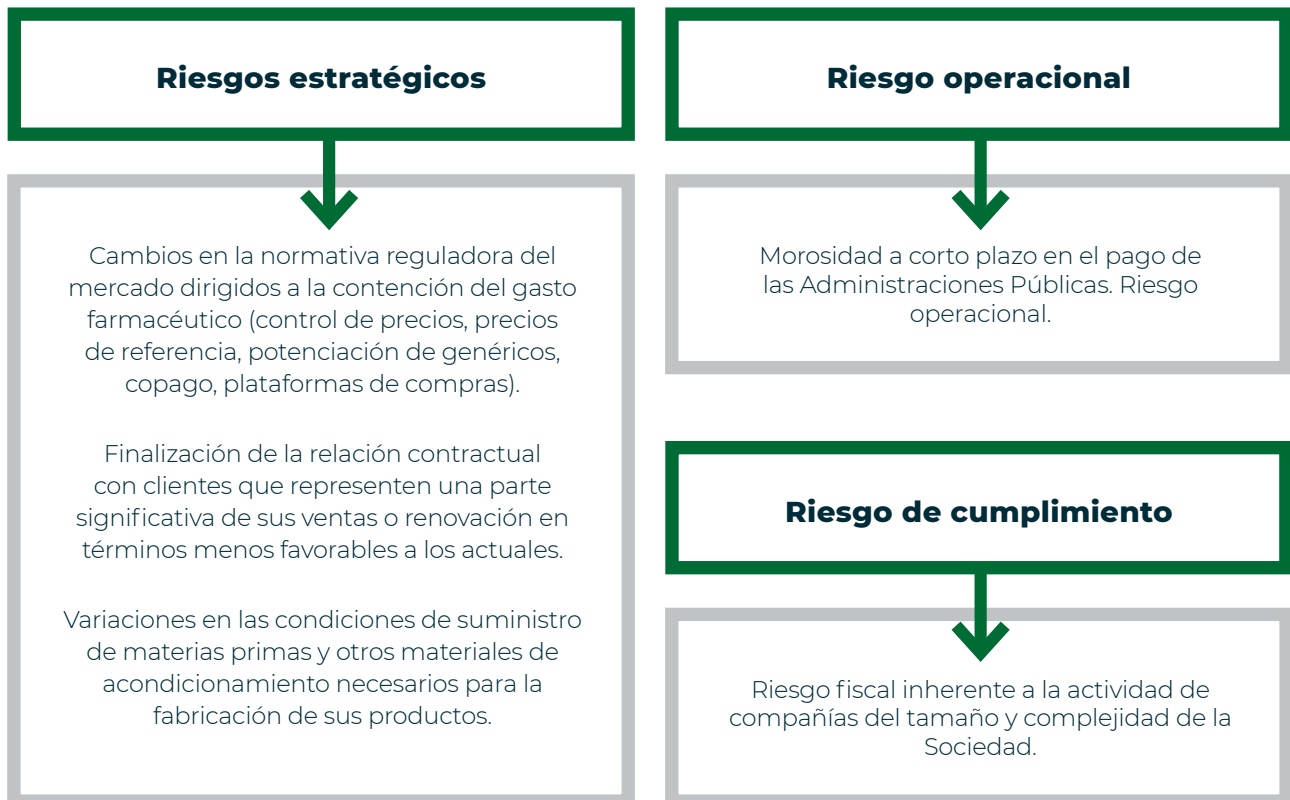 Riesgos estratégicos
Cambios en la normativa reguladora del
mercado dirigidos a la contención del gasto
farmacéutico (control de precios, precios
de referencia, potenciación de genéricos,
copago, plataformas de compras).
Finalización de la relación contractual
con clientes que representen una parte
significativa de sus ventas o renovación en
términos menos favorables a los actuales.
Variaciones en las condiciones de suministro
de materias primas y otros materiales de
acondicionamiento necesarios para la
fabricación de sus productos.
Riesgo operacional
Morosidad a corto plazo en el pago de
las Administraciones Públicas. Riesgo
operacional.
Riesgo de cumplimiento
Riesgo fiscal inherente a la actividad de
compañías del tamaño y complejidad de la
Sociedad.